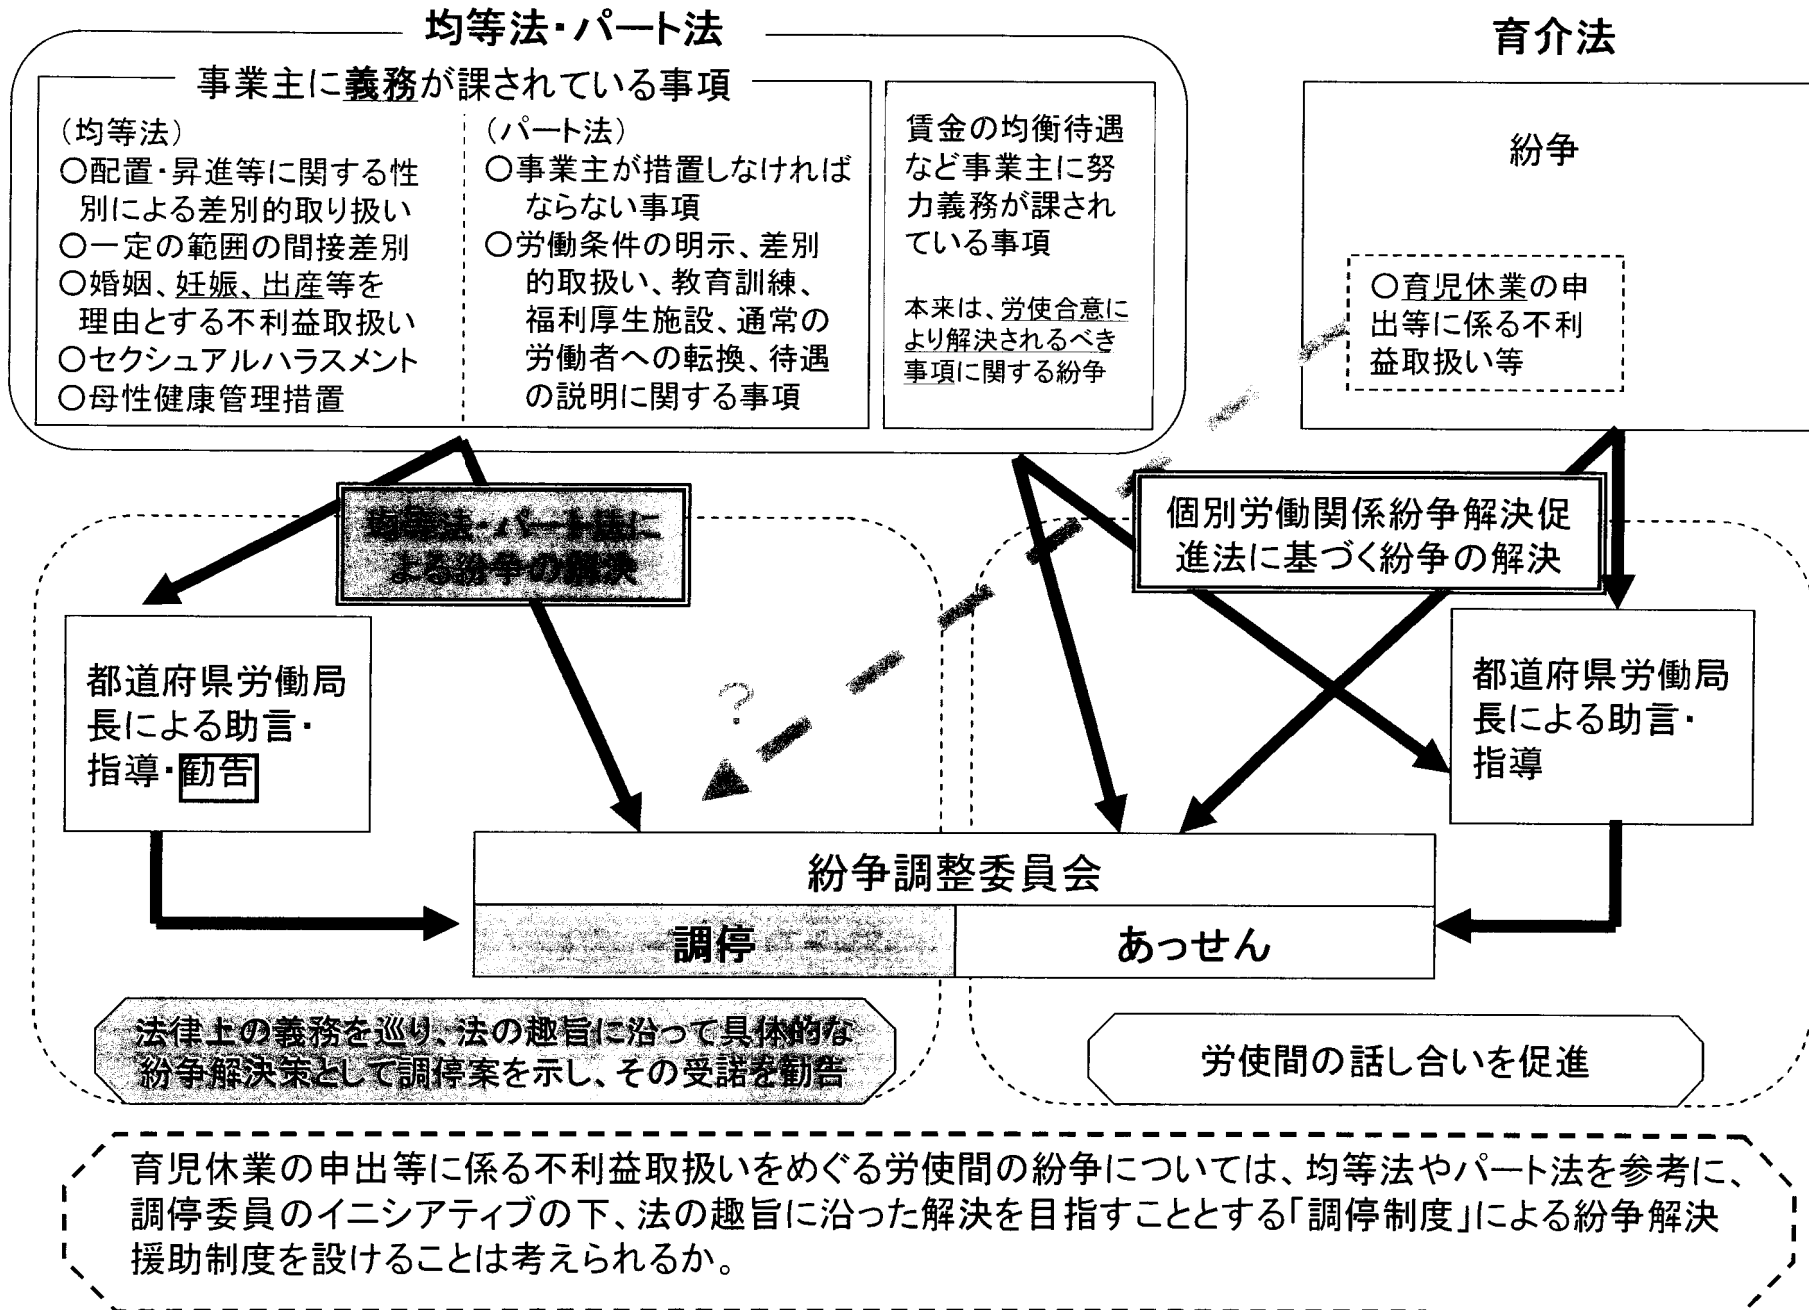 均等法・パート法
事業主に義務が課されている事項
（均等法）
○配置・昇進等に関する性
別による差別的取り扱い
○一定の範囲の間接差別
○婚姻、妊娠、出産等を
理由とする不利益取扱い
○セクシュアルハラスメント
○母性健康管理措置
（パート法）
○事業主が措置しなければ
ならない事項
○労働条件の明示、差別
的取扱い、教育訓練、
福利厚生施設、通常の
労働者への転換、待遇
の説明に関する事項
賃金の均衡待遇
など事業主に努
力義務が課され
ている事項
本来は、労使合意に
より解決されるべき
事項に関する紛争
育介法
紛争
○育児休業の申
出等に係る不利
益取扱い等
均等法・パート法に
よる紛争の解決
個別労働関係紛争解決促
進法に基づく紛争の解決
都道府県労働局
長による助言・
指導・勧告
?
都道府県労働局
長による助言・
指導
紛争調整委員会
調停
あっせん
法律上の義務を巡り、法の趣旨に沿って具体的な
紛争解決策として調停案を示し、その受諾を勧告
労使間の話し合いを促進
育児休業の申出等に係る不利益取扱いをめぐる労使間の紛争については、均等法やパート法を参考に、
調停委員のイニシアティブの下、法の趣旨に沿った解決を目指すこととする「調停制度」による紛争解決
援助制度を設けることは考えられるか。